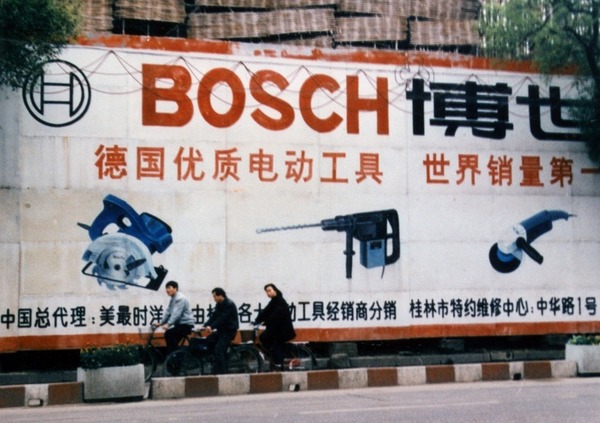 BOSCH 博世
德国优质电动工具 世界销量第一
中国总代理:美最时洋 由 各 动工具经销商分销 桂林市特约维修中心:中华路1号